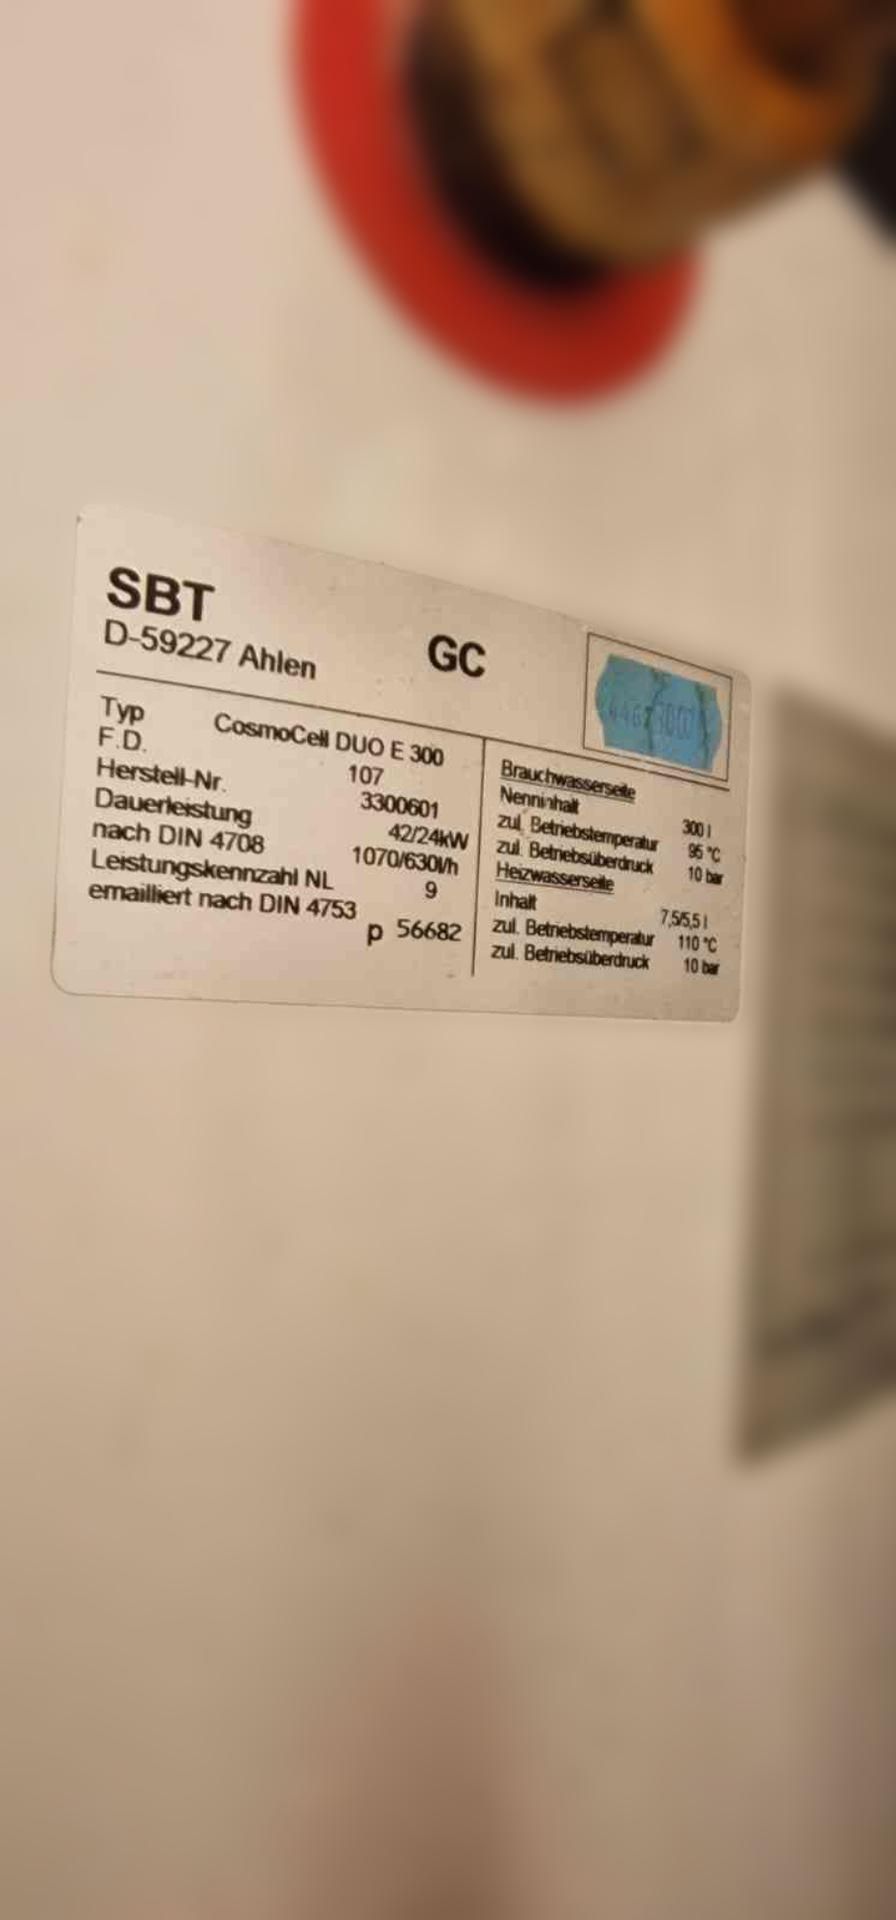 SBT
D-59227 Ahlen
GC
Typ CosmoCell DUO E 300
F.D. 107
Herstell-Nr. 3300601
Dauerleistung 42/24kW
nach DIN 4708 1070/630l/h
Leistungskennzahl NL 9
emailliert nach DIN 4753
p 56682
Brauchwasserseite
Nenninhalt 300 l
zul. Betriebstemperatur 95 °C
zul. Betriebsüberdruck 10 bar
Heizwasserseite
Inhalt 7,5/5,5 l
zul. Betriebstemperatur 110 °C
zul. Betriebsüberdruck 10 bar